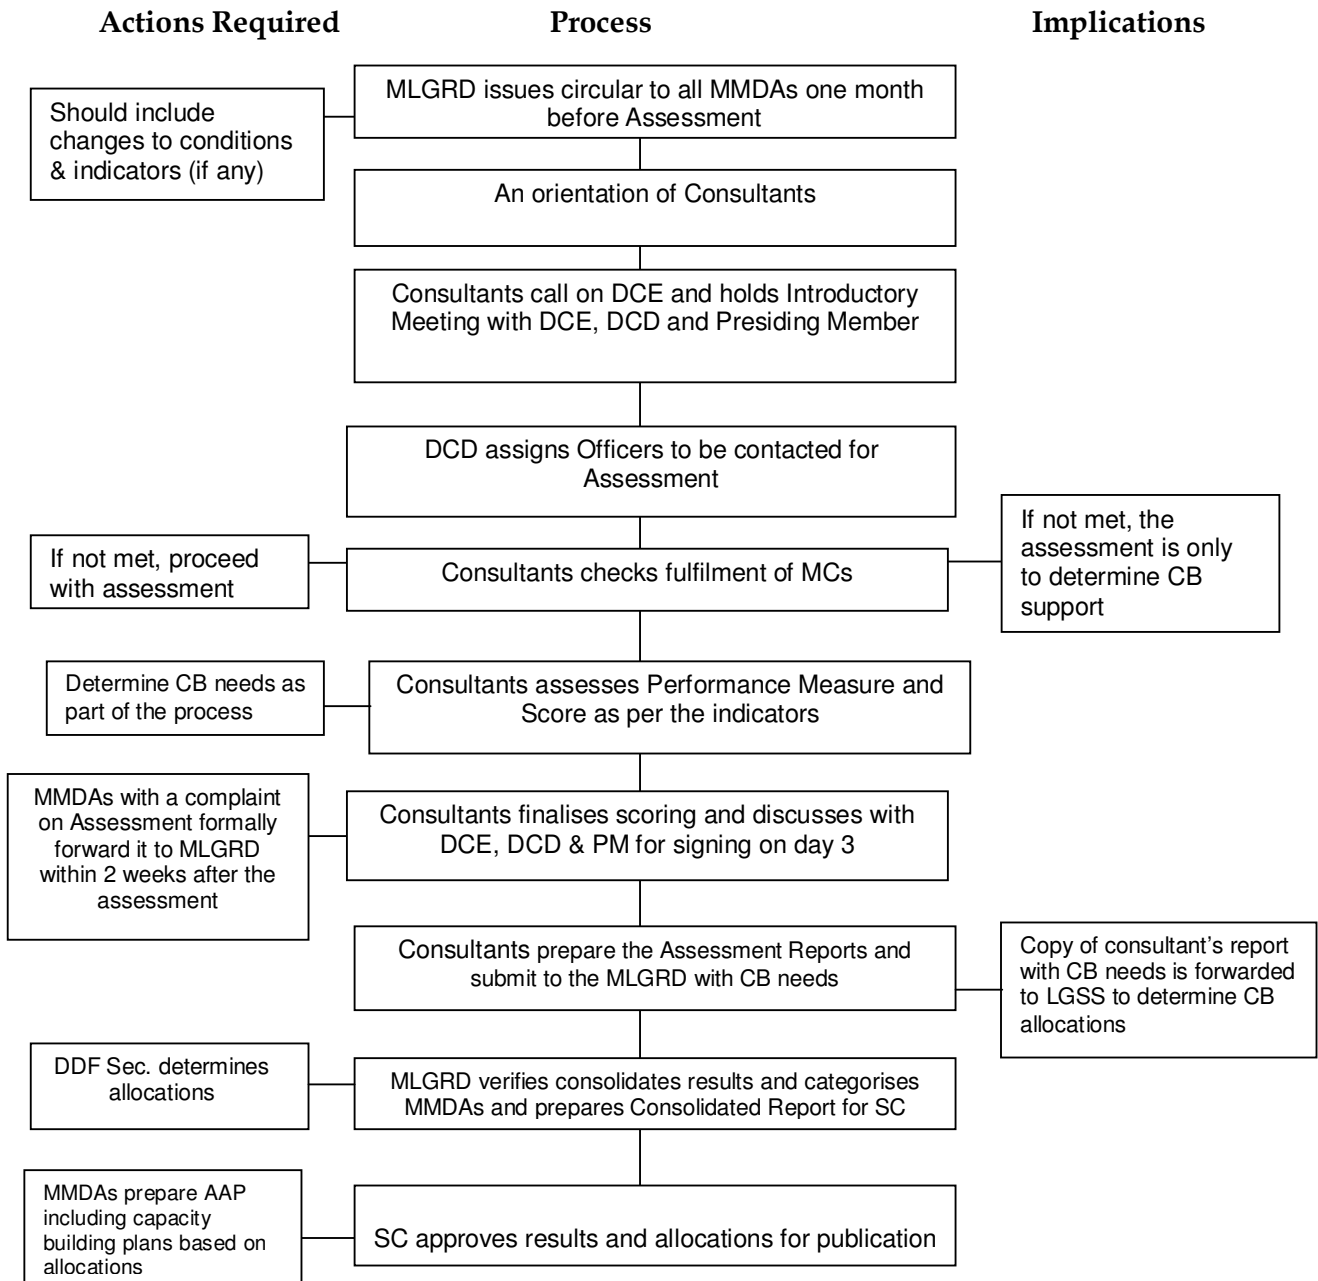 Actions Required
Process
Implications
MLGRD issues circular to all MMDAs one month
before Assessment
Should include
changes to conditions
& indicators (if any)
An orientation of Consultants
Consultants call on DCE and holds Introductory
Meeting with DCE, DCD and Presiding Member
DCD assigns Officers to be contacted for
Assessment
If not met, proceed
with assessment
Consultants checks fulfilment of MCs
If not met, the
assessment is only
to determine CB
support
Determine CB needs as
part of the process
Consultants assesses Performance Measure and
Score as per the indicators
MMDAs with a complaint
on Assessment formally
forward it to MLGRD
within 2 weeks after the
assessment
Consultants finalises scoring and discusses with
DCE, DCD & PM for signing on day 3
Consultants prepare the Assessment Reports and
submit to the MLGRD with CB needs
Copy of consultant’s report
with CB needs is forwarded
to LGSS to determine CB
allocations
DDF Sec. determines
allocations
MLGRD verifies consolidates results and categorises
MMDAs and prepares Consolidated Report for SC
MMDAs prepare AAP
including capacity
building plans based on
allocations
SC approves results and allocations for publication